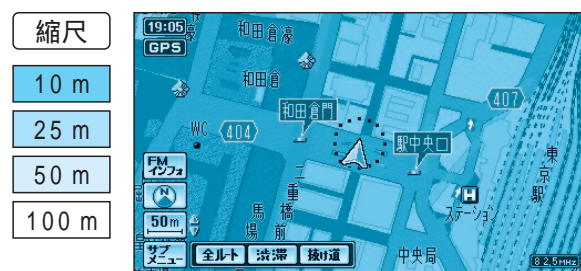 縮尺
10 m
25 m
50 m
100 m
19:05
GPS
和田倉濠
和田倉
和田倉門
407
WC
404
駅中央口
東京駅
FM
インフォ
二重橋前
馬場
H
ステーション
50m
サブ
メニュー
全ルート
渋滞
抜け道
中央局
82.5MHz